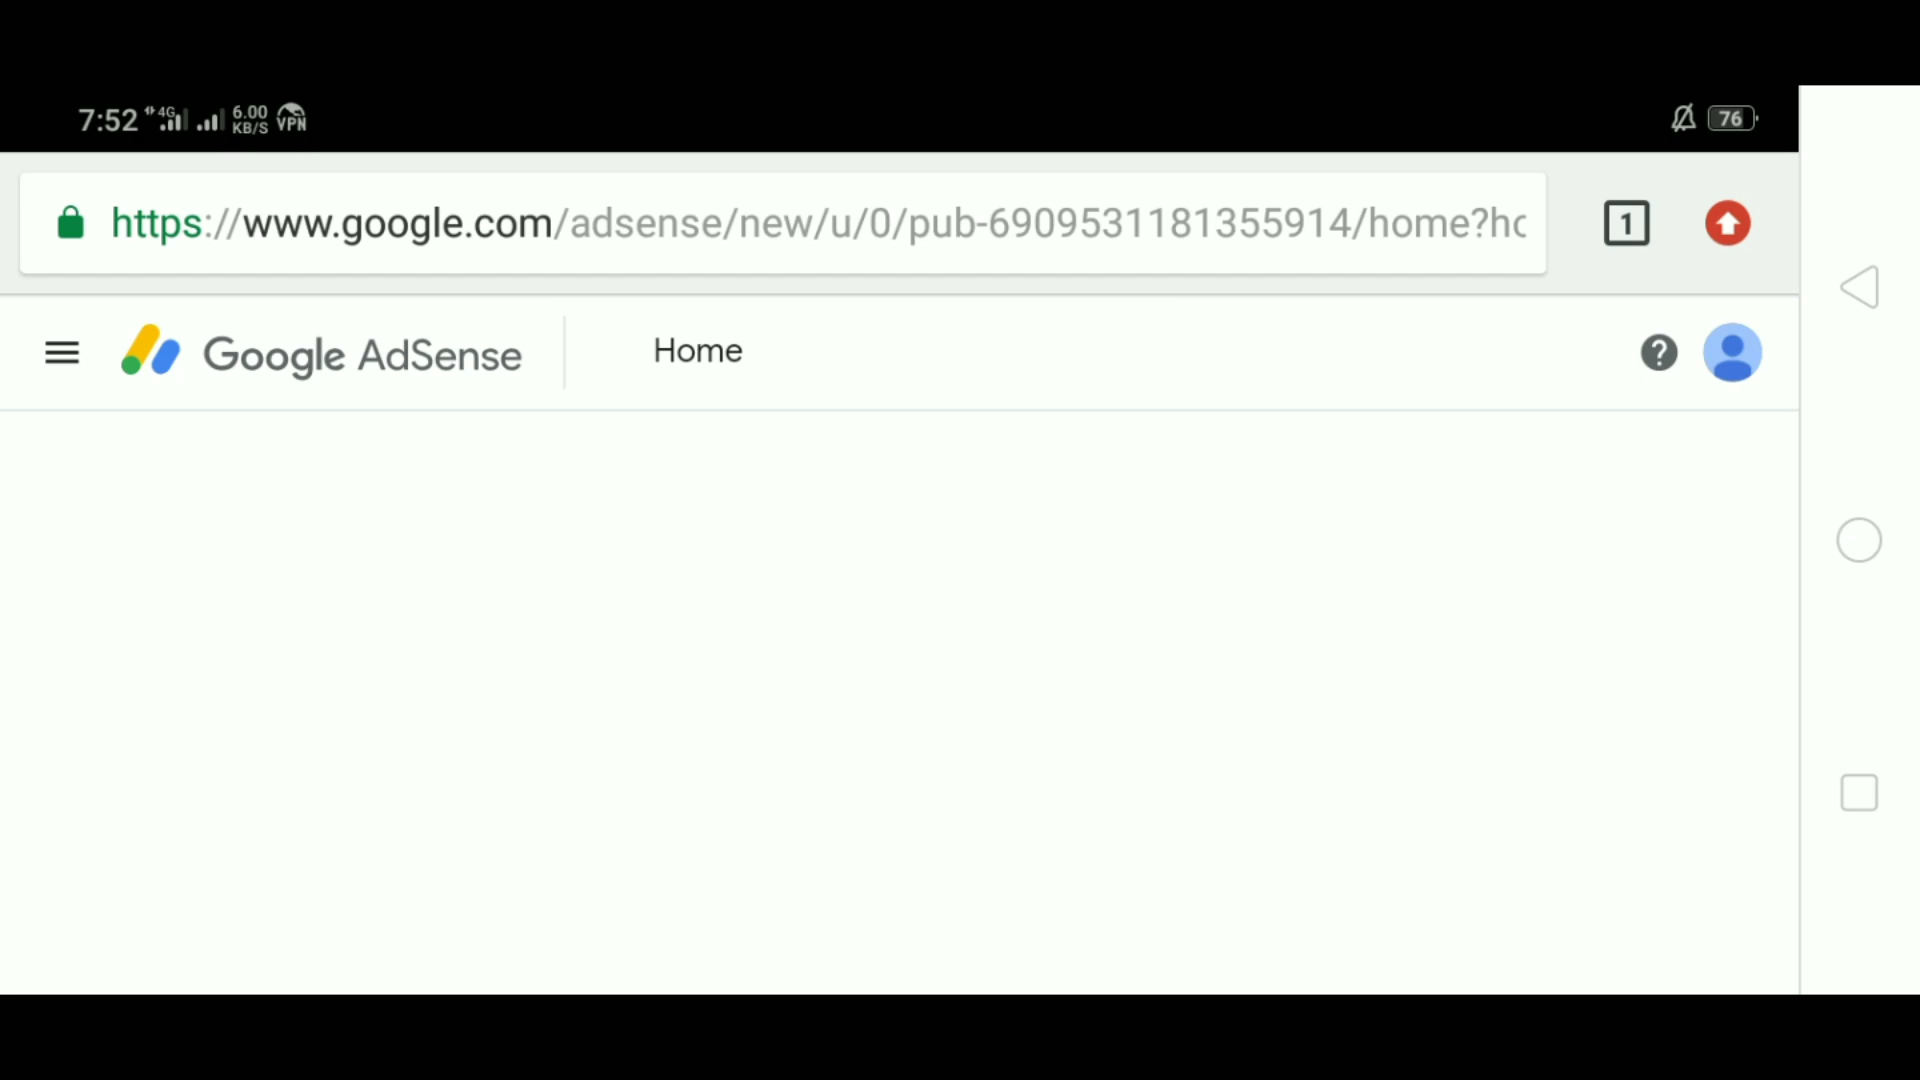 7:52 4G 6.00 KB/S VPN 76
https://www.google.com/adsense/new/u/0/pub-6909531181355914/home?hc 1
Google AdSense Home ?